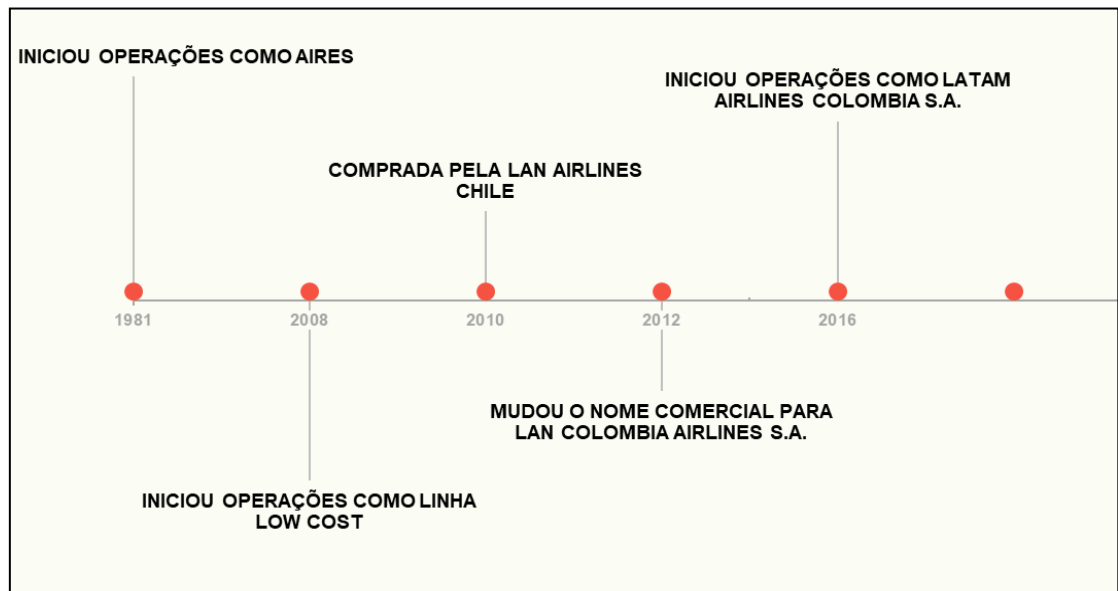 INICIOU OPERAÇÕES COMO AIRES
INICIOU OPERAÇÕES COMO LATAM
AIRLINES COLOMBIA S.A.
COMPRADA PELA LAN AIRLINES
CHILE
1981
2008
2010
2012
2016
MUDOU O NOME COMERCIAL PARA
LAN COLOMBIA AIRLINES S.A.
INICIOU OPERAÇÕES COMO LINHA
LOW COST